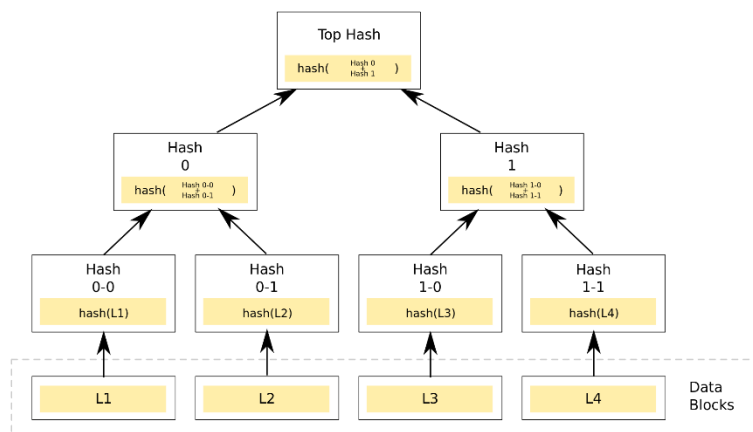 Top Hash
hash( Hash 0 + Hash 1 )
Hash
0
hash( Hash 0-0 + Hash 0-1 )
Hash
1
hash( Hash 1-0 + Hash 1-1 )
Hash
0-0
hash(L1)
Hash
0-1
hash(L2)
Hash
1-0
hash(L3)
Hash
1-1
hash(L4)
L1
L2
L3
L4
Data
Blocks